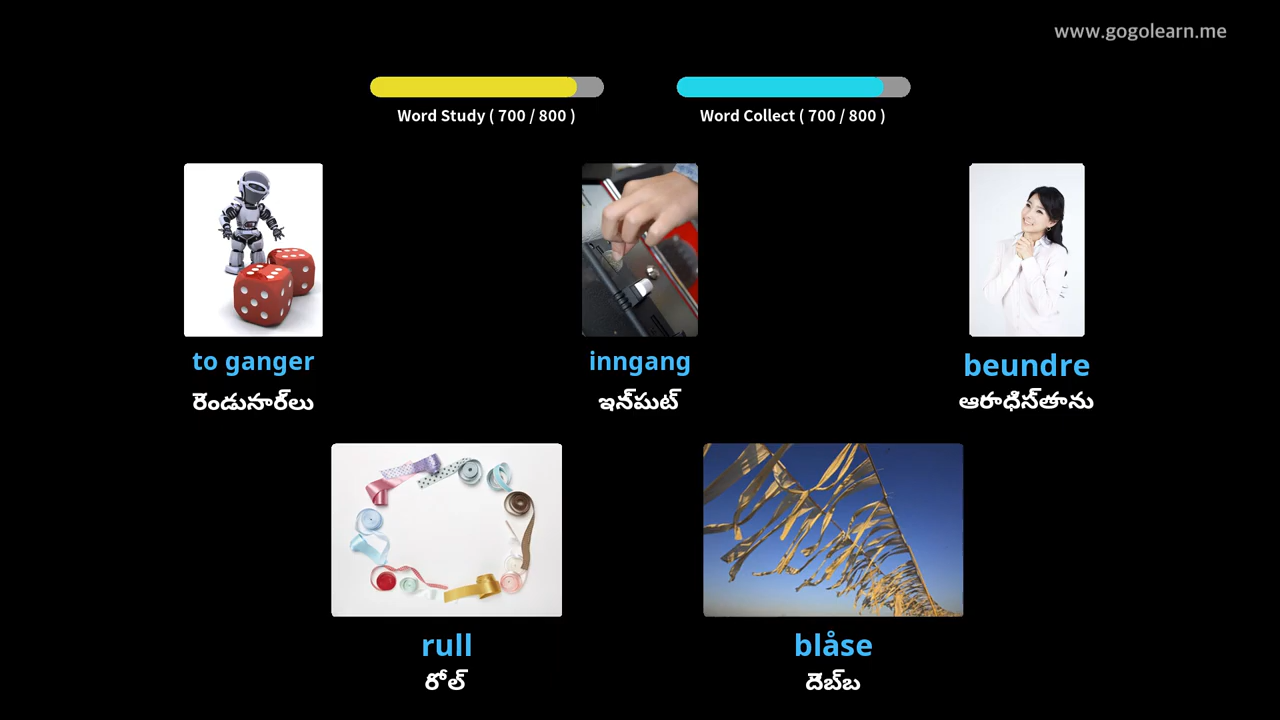 www.gogolearn.me
Word Study ( 700 / 800 )
Word Collect ( 700 / 800 )
to ganger
inngang
beundre
రెండునార్‌లు
ఇన్‌పుట్
ఆరాధిన్‌తాను
rull
blåse
రోల్
దెబ్‌బ